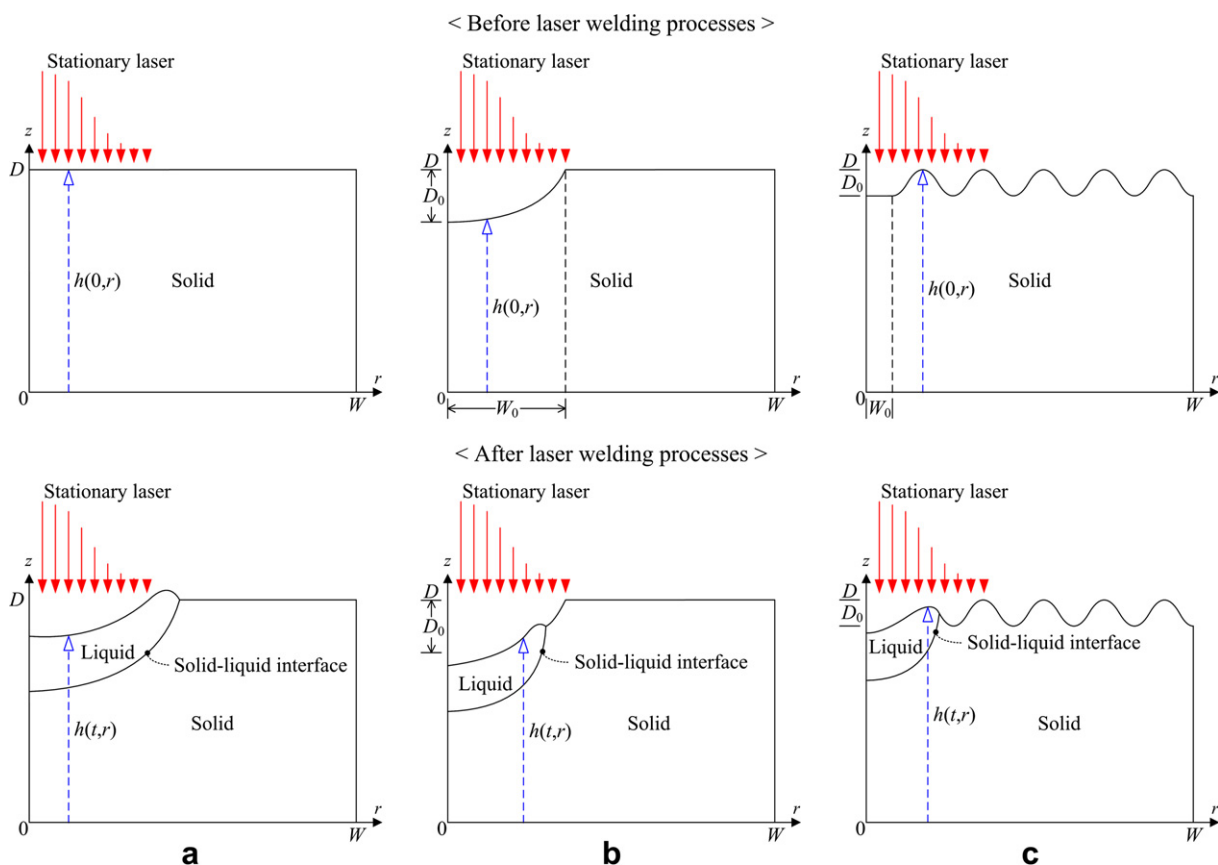 < Before laser welding processes >
Stationary laser
z
D
h(0,r)
Solid
0
r
W
Stationary laser
z
D
D0
h(0,r)
Solid
0
W0
r
W
Stationary laser
z
D
D0
h(0,r)
Solid
0
W0
r
W
< After laser welding processes >
Stationary laser
z
D
Liquid
Solid-liquid interface
h(t,r)
Solid
0
r
W
a
Stationary laser
z
D
D0
Liquid
Solid-liquid interface
h(t,r)
Solid
0
r
W
b
Stationary laser
z
D
D0
Liquid
Solid-liquid interface
h(t,r)
Solid
0
r
W
c